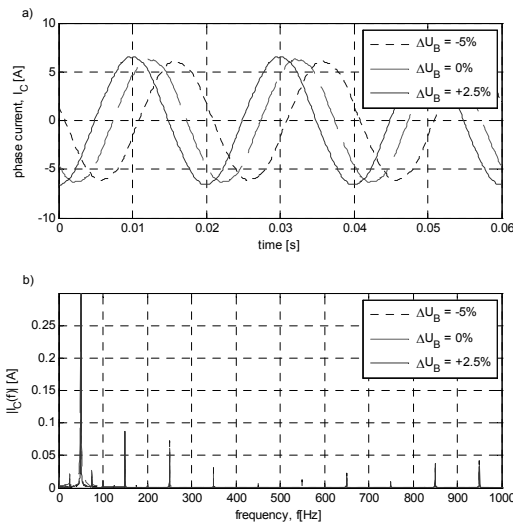 a)
phase current, I_C [A]
10
5
0
-5
-10
0
0.01
0.02
0.03
0.04
0.05
0.06
time [s]
ΔU_B = -5%
ΔU_B = 0%
ΔU_B = +2.5%
b)
|I_C(f)| [A]
0.25
0.2
0.15
0.1
0.05
0
0
100
200
300
400
500
600
700
800
900
1000
frequency, f[Hz]
ΔU_B = -5%
ΔU_B = 0%
ΔU_B = +2.5%